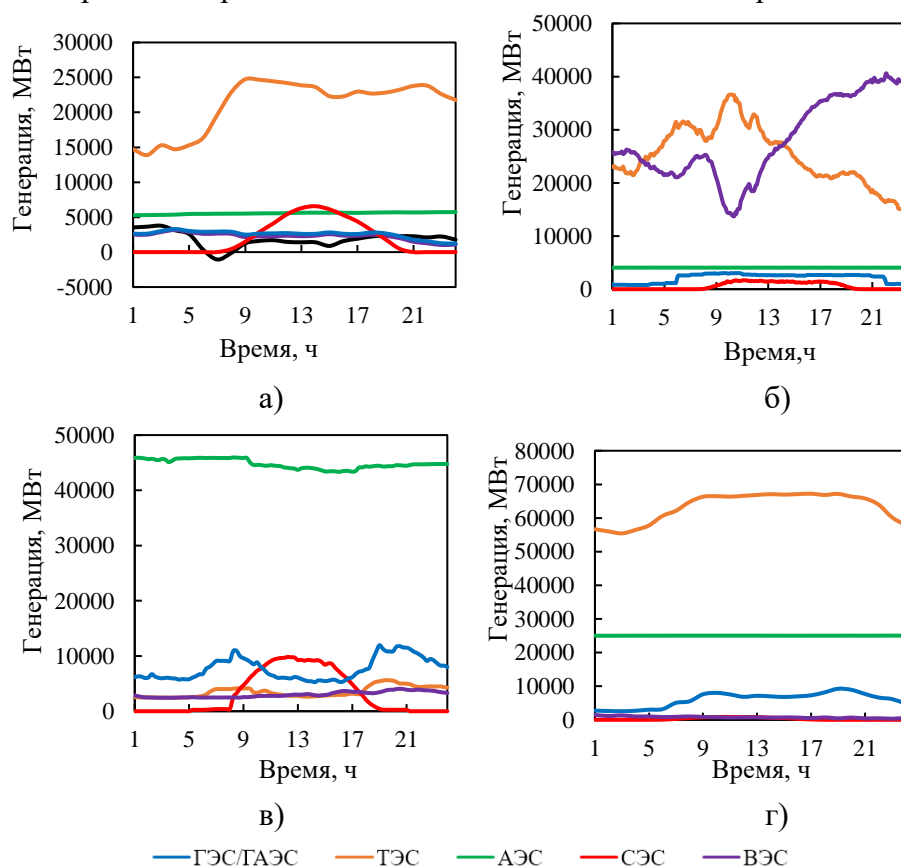 Генерация, МВт
30000
25000
20000
15000
10000
5000
0
-5000
1 5 9 13 17 21
Время, ч
а)
Генерация, МВт
50000
40000
30000
20000
10000
0
1 5 9 13 17 21
Время,ч
б)
Генерация, МВт
50000
40000
30000
20000
10000
0
1 5 9 13 17 21
Время, ч
в)
Генерация, МВт
80000
70000
60000
50000
40000
30000
20000
10000
0
1 5 9 13 17 21
Время, ч
г)
ГЭС/ГАЭС ТЭС АЭС СЭС ВЭС